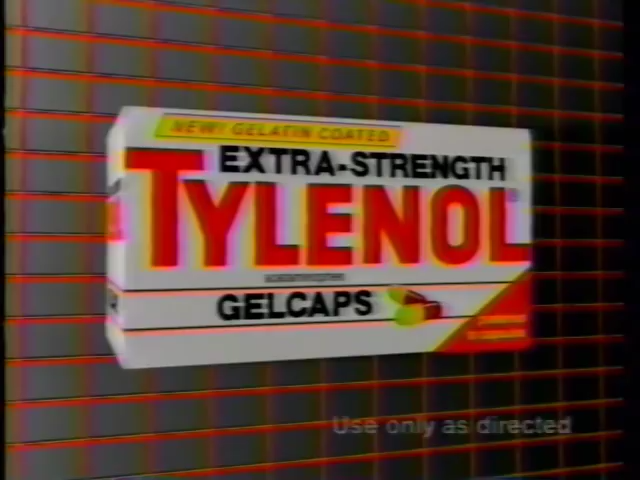 NEW! GELATIN COATED
EXTRA-STRENGTH
TYLENOL
GELCAPS
Use only as directed